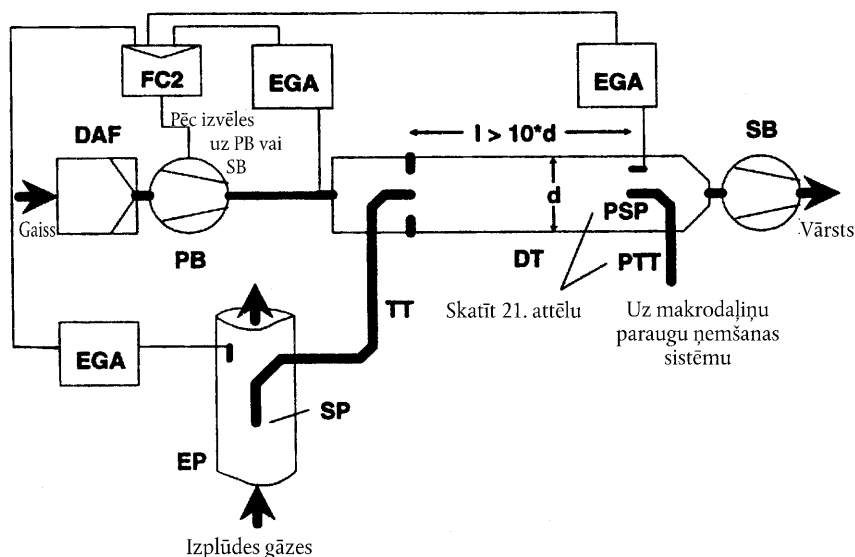 FC2
EGA
EGA
Pēc izvēles
uz PB vai
SB
DAF
l > 10*d
SB
Gaiss
d
PSP
Vārsts
PB
DT
PTT
TT
Skatīt 21. attēlu
Uz makrodaļiņu
paraugu ņemšanas
sistēmu
EGA
SP
EP
Izplūdes gāzes